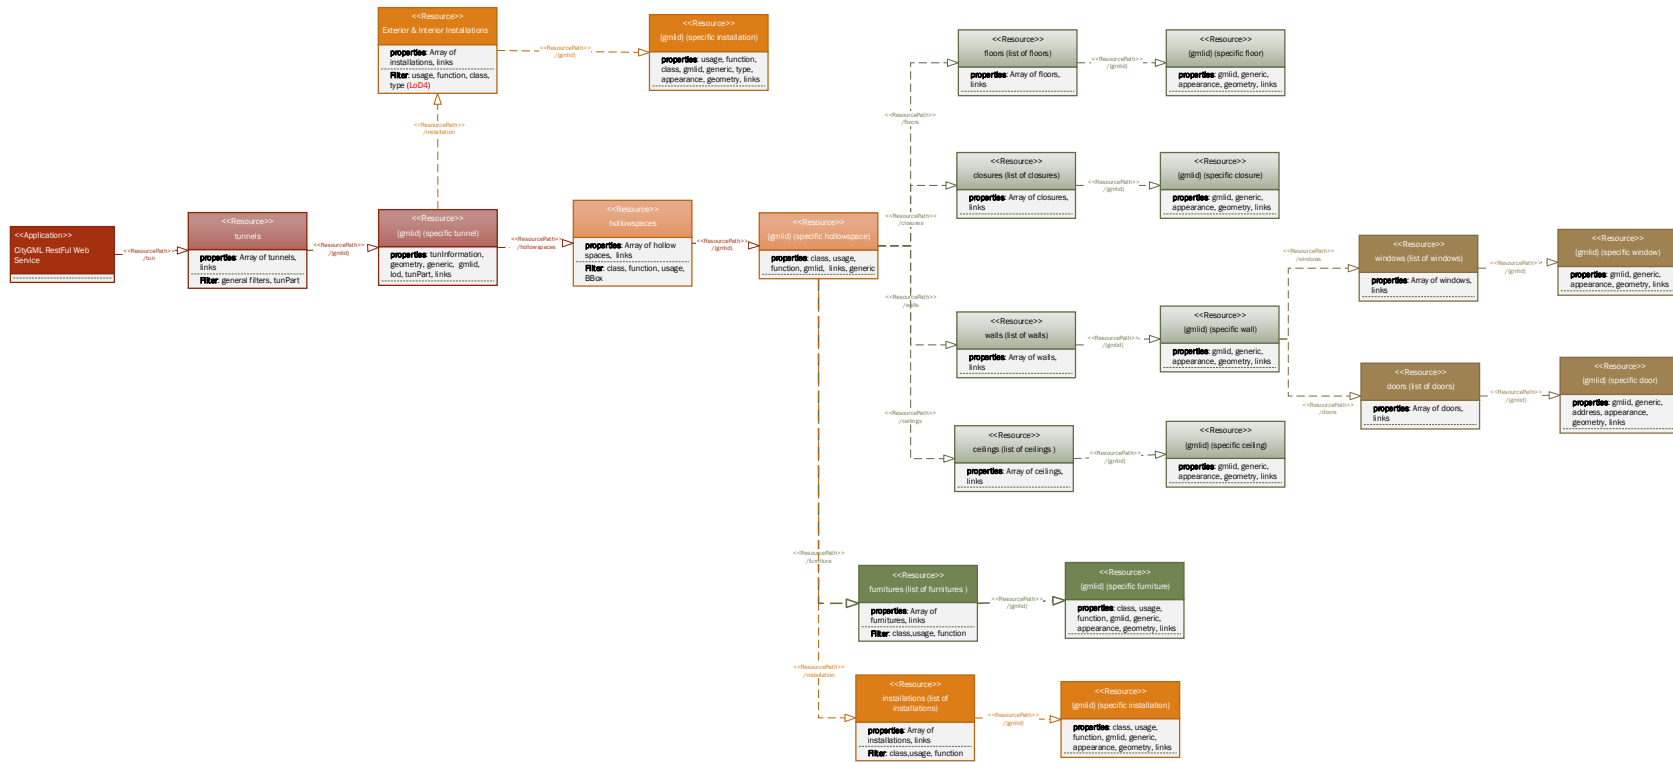 <<Application>>
CityGML RestFul Web
Service
<<ResourcePath>>
/tun
<<Resource>>
tunnels
properties: Array of tunnels,
links
Filter: general filters, tunPart
<<ResourcePath>>
/{gmlid}
<<Resource>>
{gmlid} (specific tunnel)
properties: tunInformation,
geometry, generic, gmlid,
lod, tunPart, links
<<ResourcePath>>
/installation
<<Resource>>
Exterior & Interior Installations
properties: Array of
installations, links
Filter: usage, function, class,
type (LoD4)
<<ResourcePath>>
/{gmlid}
<<Resource>>
{gmlid} (specific installation)
properties: usage, function,
class, gmlid, generic, type,
appearance, geometry, links
<<ResourcePath>>
/hollowspaces
<<Resource>>
hollowspaces
properties: Array of hollow
spaces, links
Filter: class, function, usage,
BBox
<<ResourcePath>>
/{gmlid}
<<Resource>>
{gmlid} (specific hollowspace)
properties: class, usage,
function, gmlid, links, generic
<<ResourcePath>>
/floors
<<Resource>>
floors (list of floors)
properties: Array of floors,
links
<<ResourcePath>>
/{gmlid}
<<Resource>>
{gmlid} (specific floor)
properties: gmlid, generic,
appearance, geometry, links
<<ResourcePath>>
/closures
<<Resource>>
closures (list of closures)
properties: Array of closures,
links
<<ResourcePath>>
/{gmlid}
<<Resource>>
{gmlid} (specific closure)
properties: gmlid, generic,
appearance, geometry, links
<<ResourcePath>>
/walls
<<Resource>>
walls (list of walls)
properties: Array of walls,
links
<<ResourcePath>>
/{gmlid}
<<Resource>>
{gmlid} (specific wall)
properties: gmlid, generic,
appearance, geometry, links
<<ResourcePath>>
/windows
<<Resource>>
windows (list of windows)
properties: Array of windows,
links
<<ResourcePath>>
/{gmlid}
<<Resource>>
{gmlid} (specific window)
properties: gmlid, generic,
appearance, geometry, links
<<ResourcePath>>
/doors
<<Resource>>
doors (list of doors)
properties: Array of doors,
links
<<ResourcePath>>
/{gmlid}
<<Resource>>
{gmlid} (specific door)
properties: gmlid, generic,
address, appearance,
geometry, links
<<ResourcePath>>
/ceilings
<<Resource>>
ceilings (list of ceilings )
properties: Array of ceilings,
links
<<ResourcePath>>
/{gmlid}
<<Resource>>
{gmlid} (specific ceiling)
properties: gmlid, generic,
appearance, geometry, links
<<ResourcePath>>
/furniture
<<Resource>>
furnitures (list of furnitures )
properties: Array of
furnitures, links
Filter: class,usage, function
<<ResourcePath>>
/{gmlid}
<<Resource>>
{gmlid} (specific furniture)
properties: class, usage,
function, gmlid, generic,
appearance, geometry, links
<<ResourcePath>>
/installation
<<Resource>>
installations (list of
installations)
properties: Array of
installations, links
Filter: class,usage, function
<<ResourcePath>>
/{gmlid}
<<Resource>>
{gmlid} (specific installation)
properties: class, usage,
function, gmlid, generic,
appearance, geometry, links